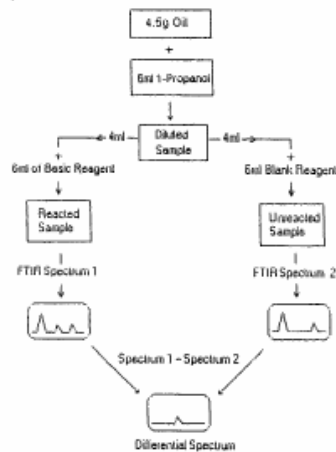 4.5g Oil
+
6ml 1-Propanol
4ml
Diluted
Sample
4ml
+
6ml of Basic Reagent
+
6ml Blank Reagent
Reacted
Sample
Unreacted
Sample
FTIR Spectrum 1
FTIR Spectrum 2
Spectrum 1 - Spectrum 2
Differential Spectrum